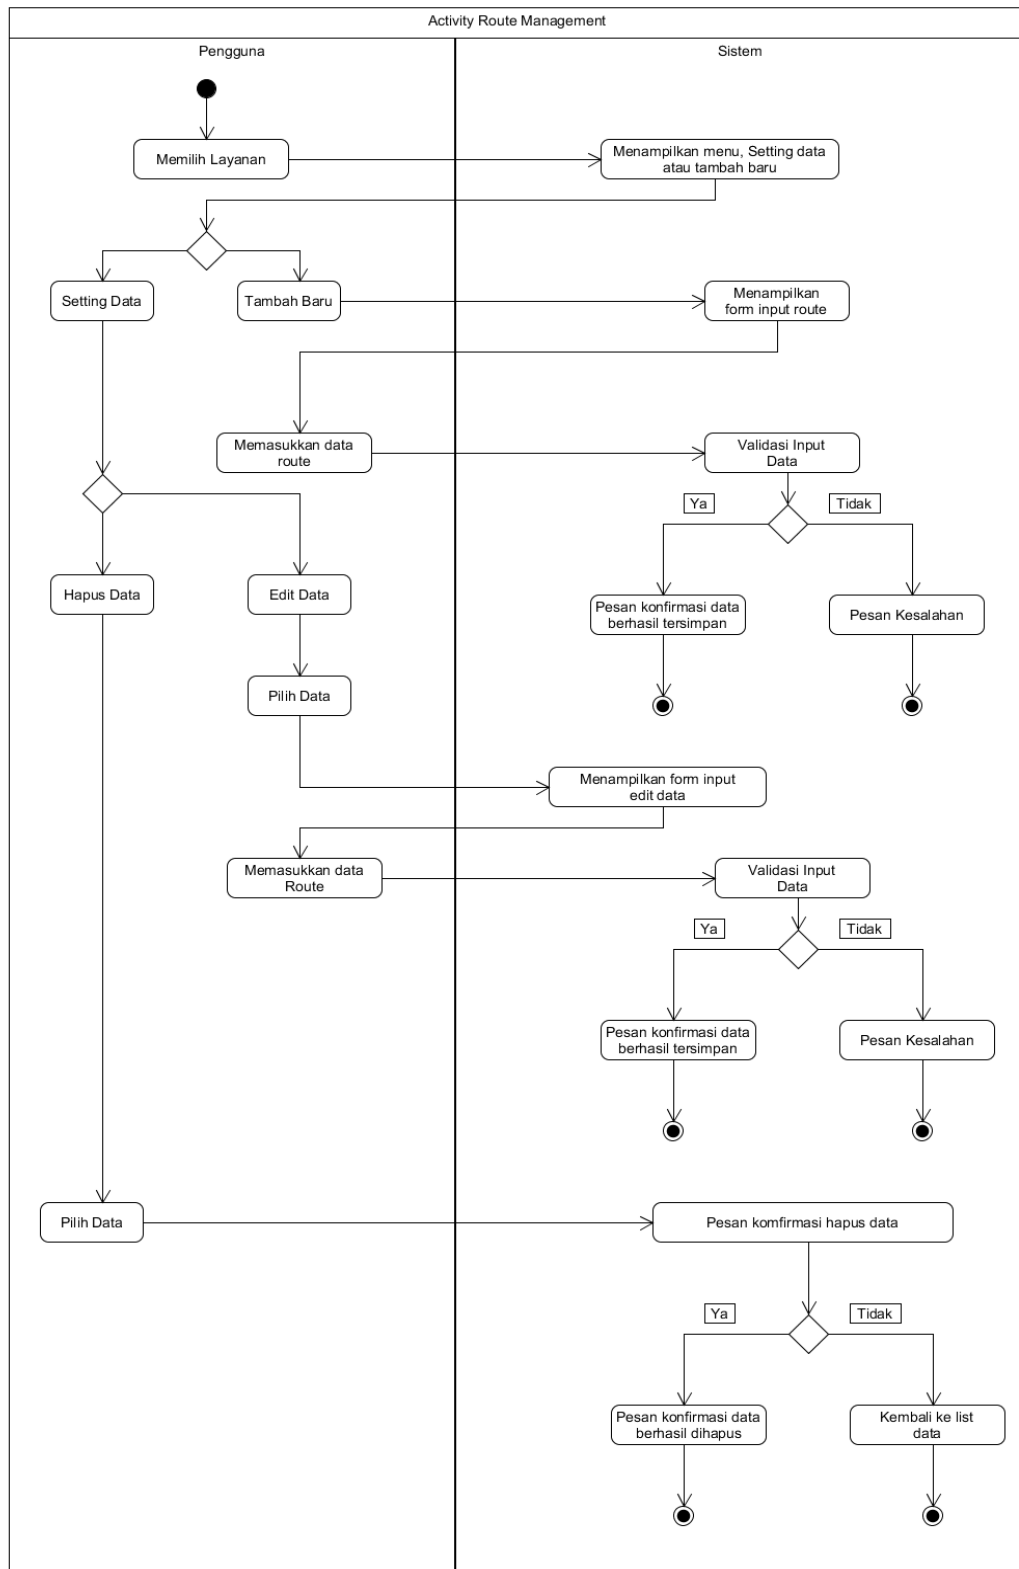 Activity Route Management
Pengguna
Sistem
Memilih Layanan
Menampilkan menu, Setting data
atau tambah baru
Setting Data
Tambah Baru
Menampilkan
form input route
Memasukkan data
route
Validasi Input
Data
Ya
Tidak
Hapus Data
Edit Data
Pesan konfirmasi data
berhasil tersimpan
Pesan Kesalahan
Pilih Data
Menampilkan form input
edit data
Memasukkan data
Route
Validasi Input
Data
Ya
Tidak
Pesan konfirmasi data
berhasil tersimpan
Pesan Kesalahan
Pilih Data
Pesan komfirmasi hapus data
Ya
Tidak
Pesan konfirmasi data
berhasil dihapus
Kembali ke list
data